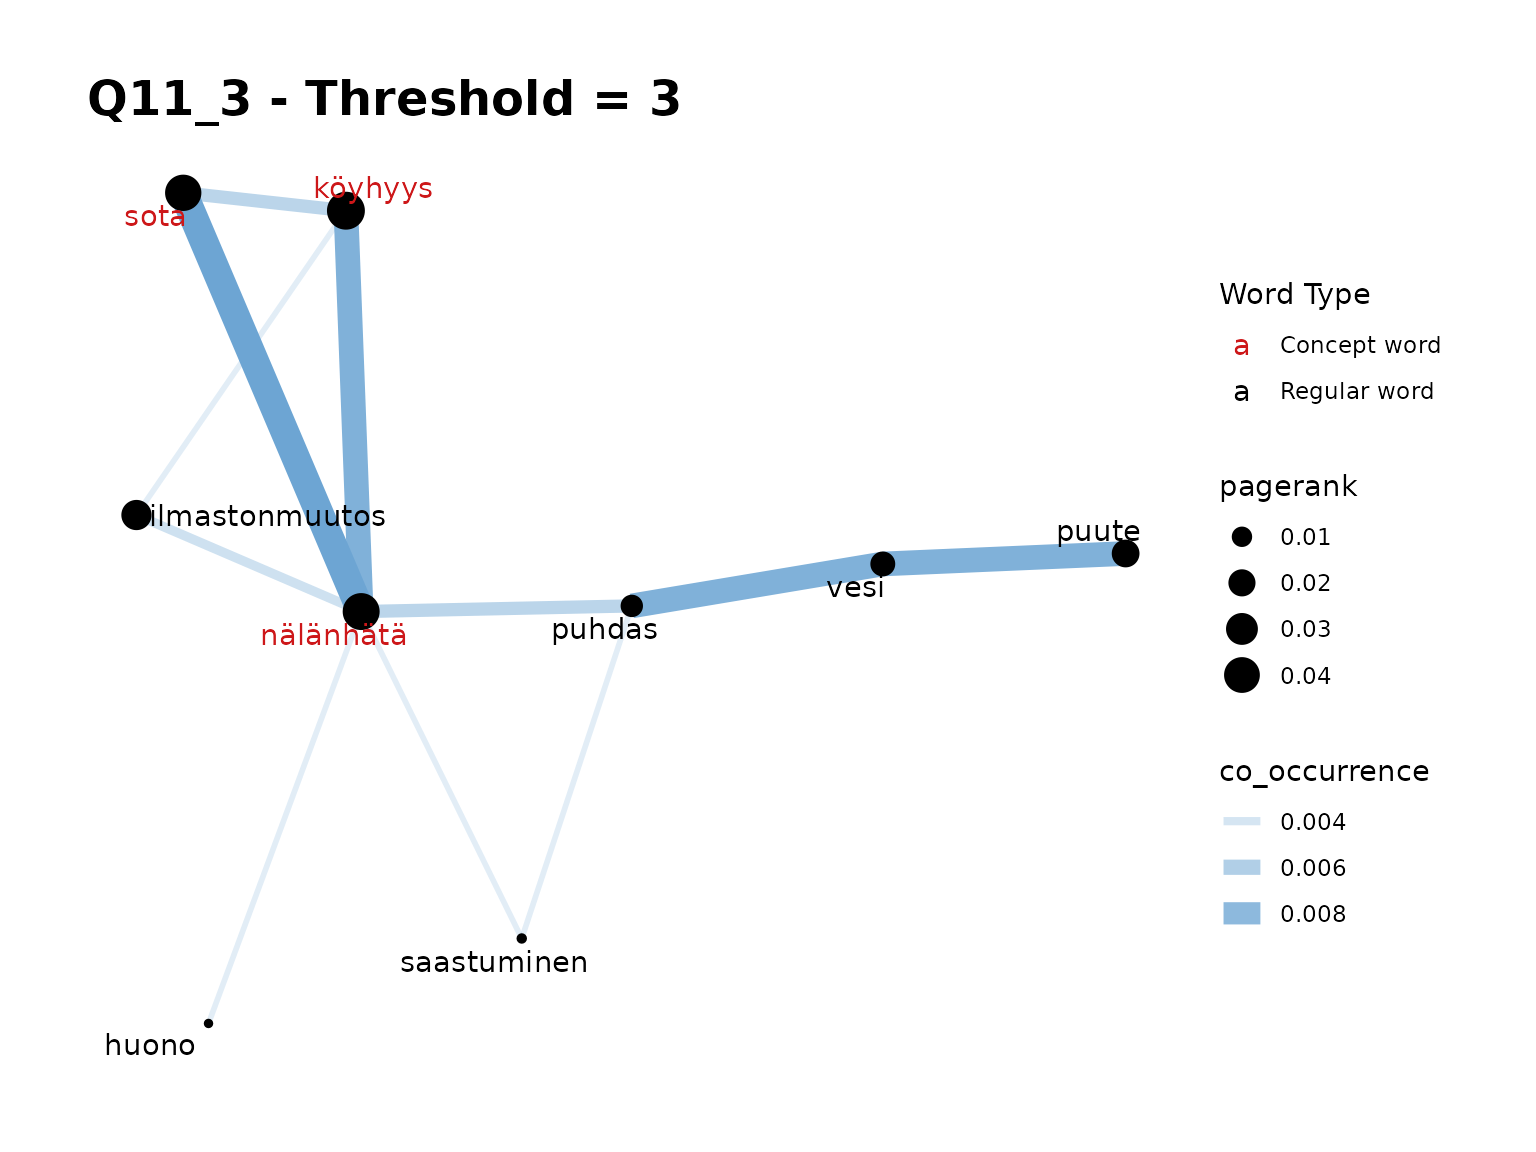 Q11_3 - Threshold = 3
köyhyys
sota
ilmastonmuutos
puute
vesi
puhdas
nälänhätä
saastuminen
huono
Word Type
a Concept word
a Regular word
pagerank
0.01
0.02
0.03
0.04
co_occurrence
0.004
0.006
0.008